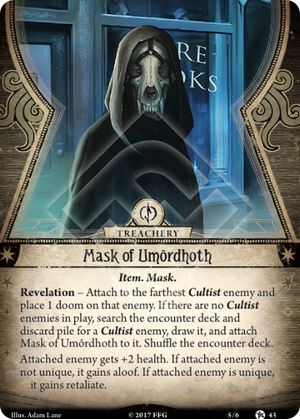 RE
OKS
TREACHERY
Mask of Umôrdhoth
Item. Mask.
Revelation – Attach to the farthest Cultist enemy and
place 1 doom on that enemy. If there are no Cultist
enemies in play, search the encounter deck and
discard pile for a Cultist enemy, draw it, and attach
Mask of Umôrdhoth to it. Shuffle the encounter deck.
Attached enemy gets +2 health. If attached enemy is
not unique, it gains aloof. If attached enemy is unique,
it gains retaliate.
Illus. Adam Lane © 2017 FFG 5/6 43